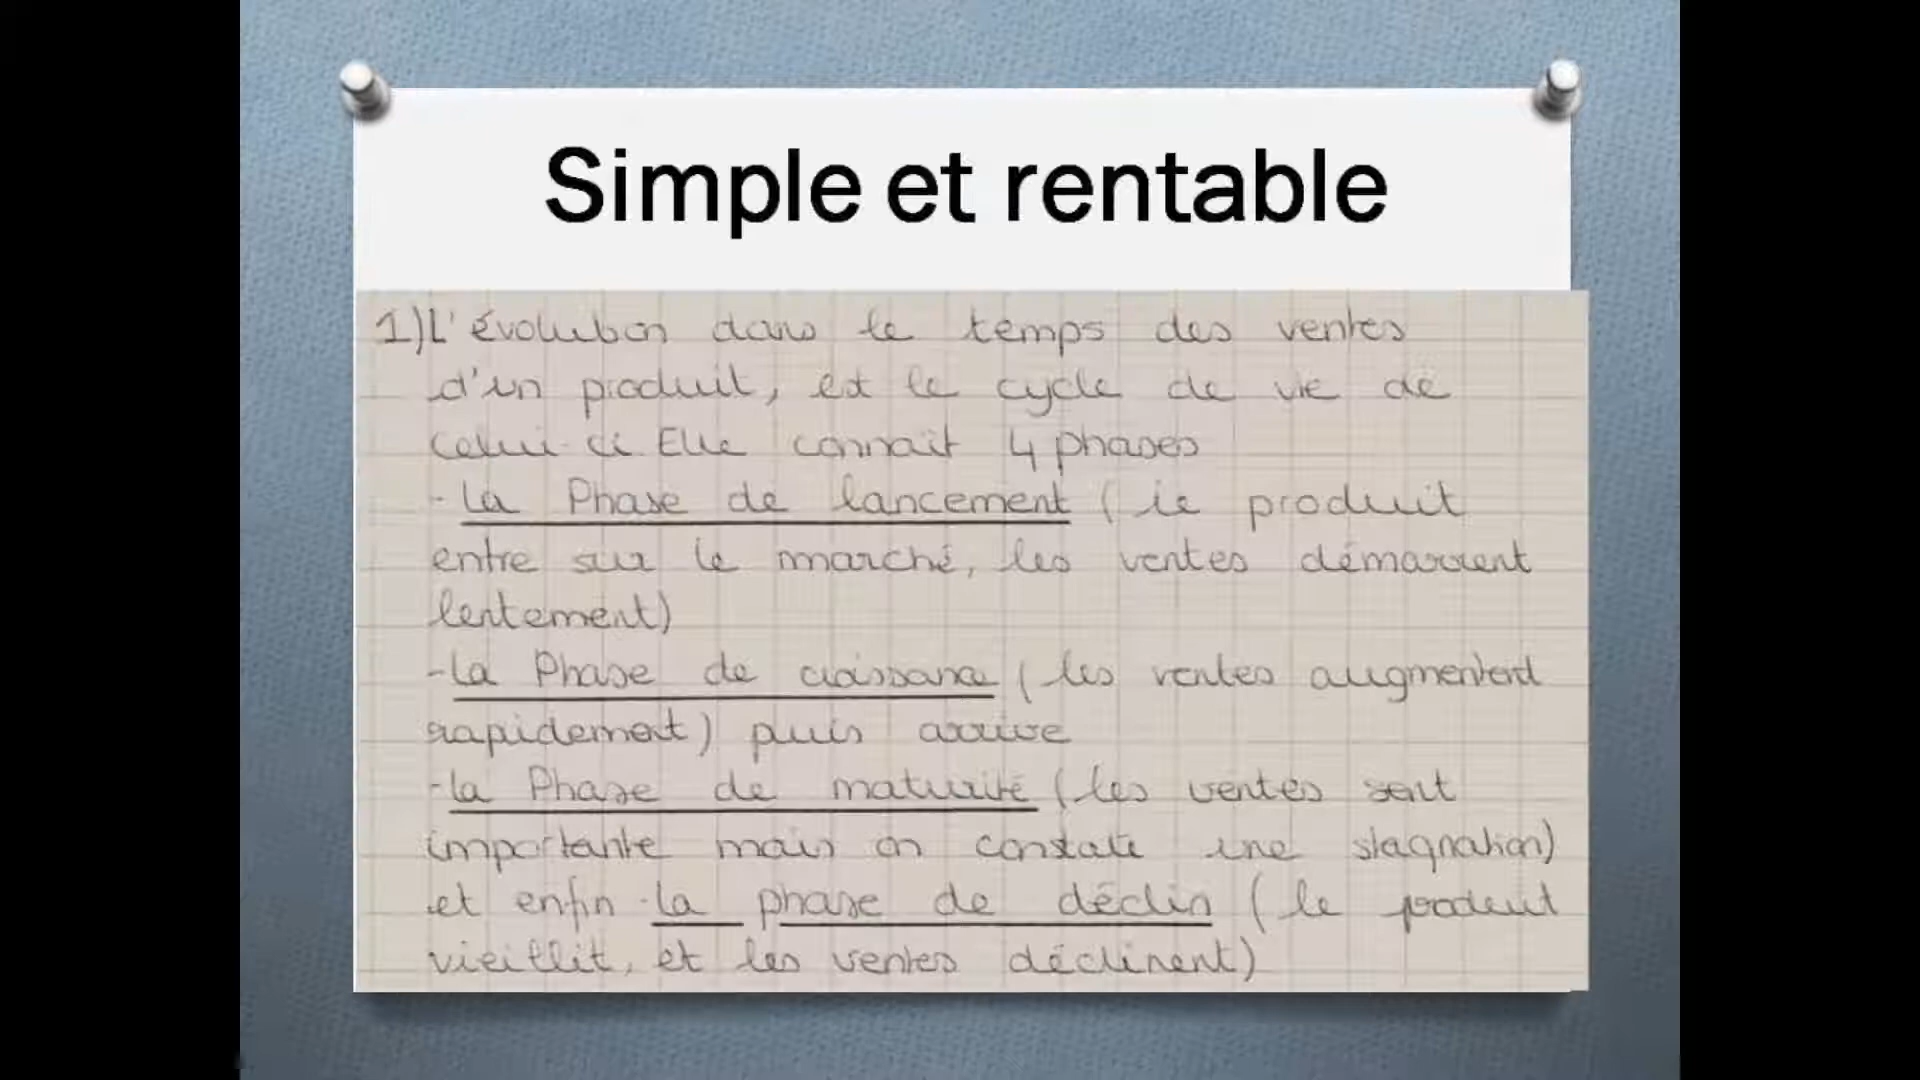 Simple et rentable
1) L'évolution dans le temps des ventes
d'un produit, est le cycle de vie de
celui-ci. Elle connait 4 phases
- La Phase de lancement ( le produit
entre sur le marché, les ventes démarrent
lentement)
- La Phase de croissance ( les ventes augmentent
rapidement) puis arrive
- la Phase de maturité ( les ventes sont
importante mais on constate une stagnation)
et enfin - la phase de déclin ( le produit
vieillit, et les ventes déclinent)